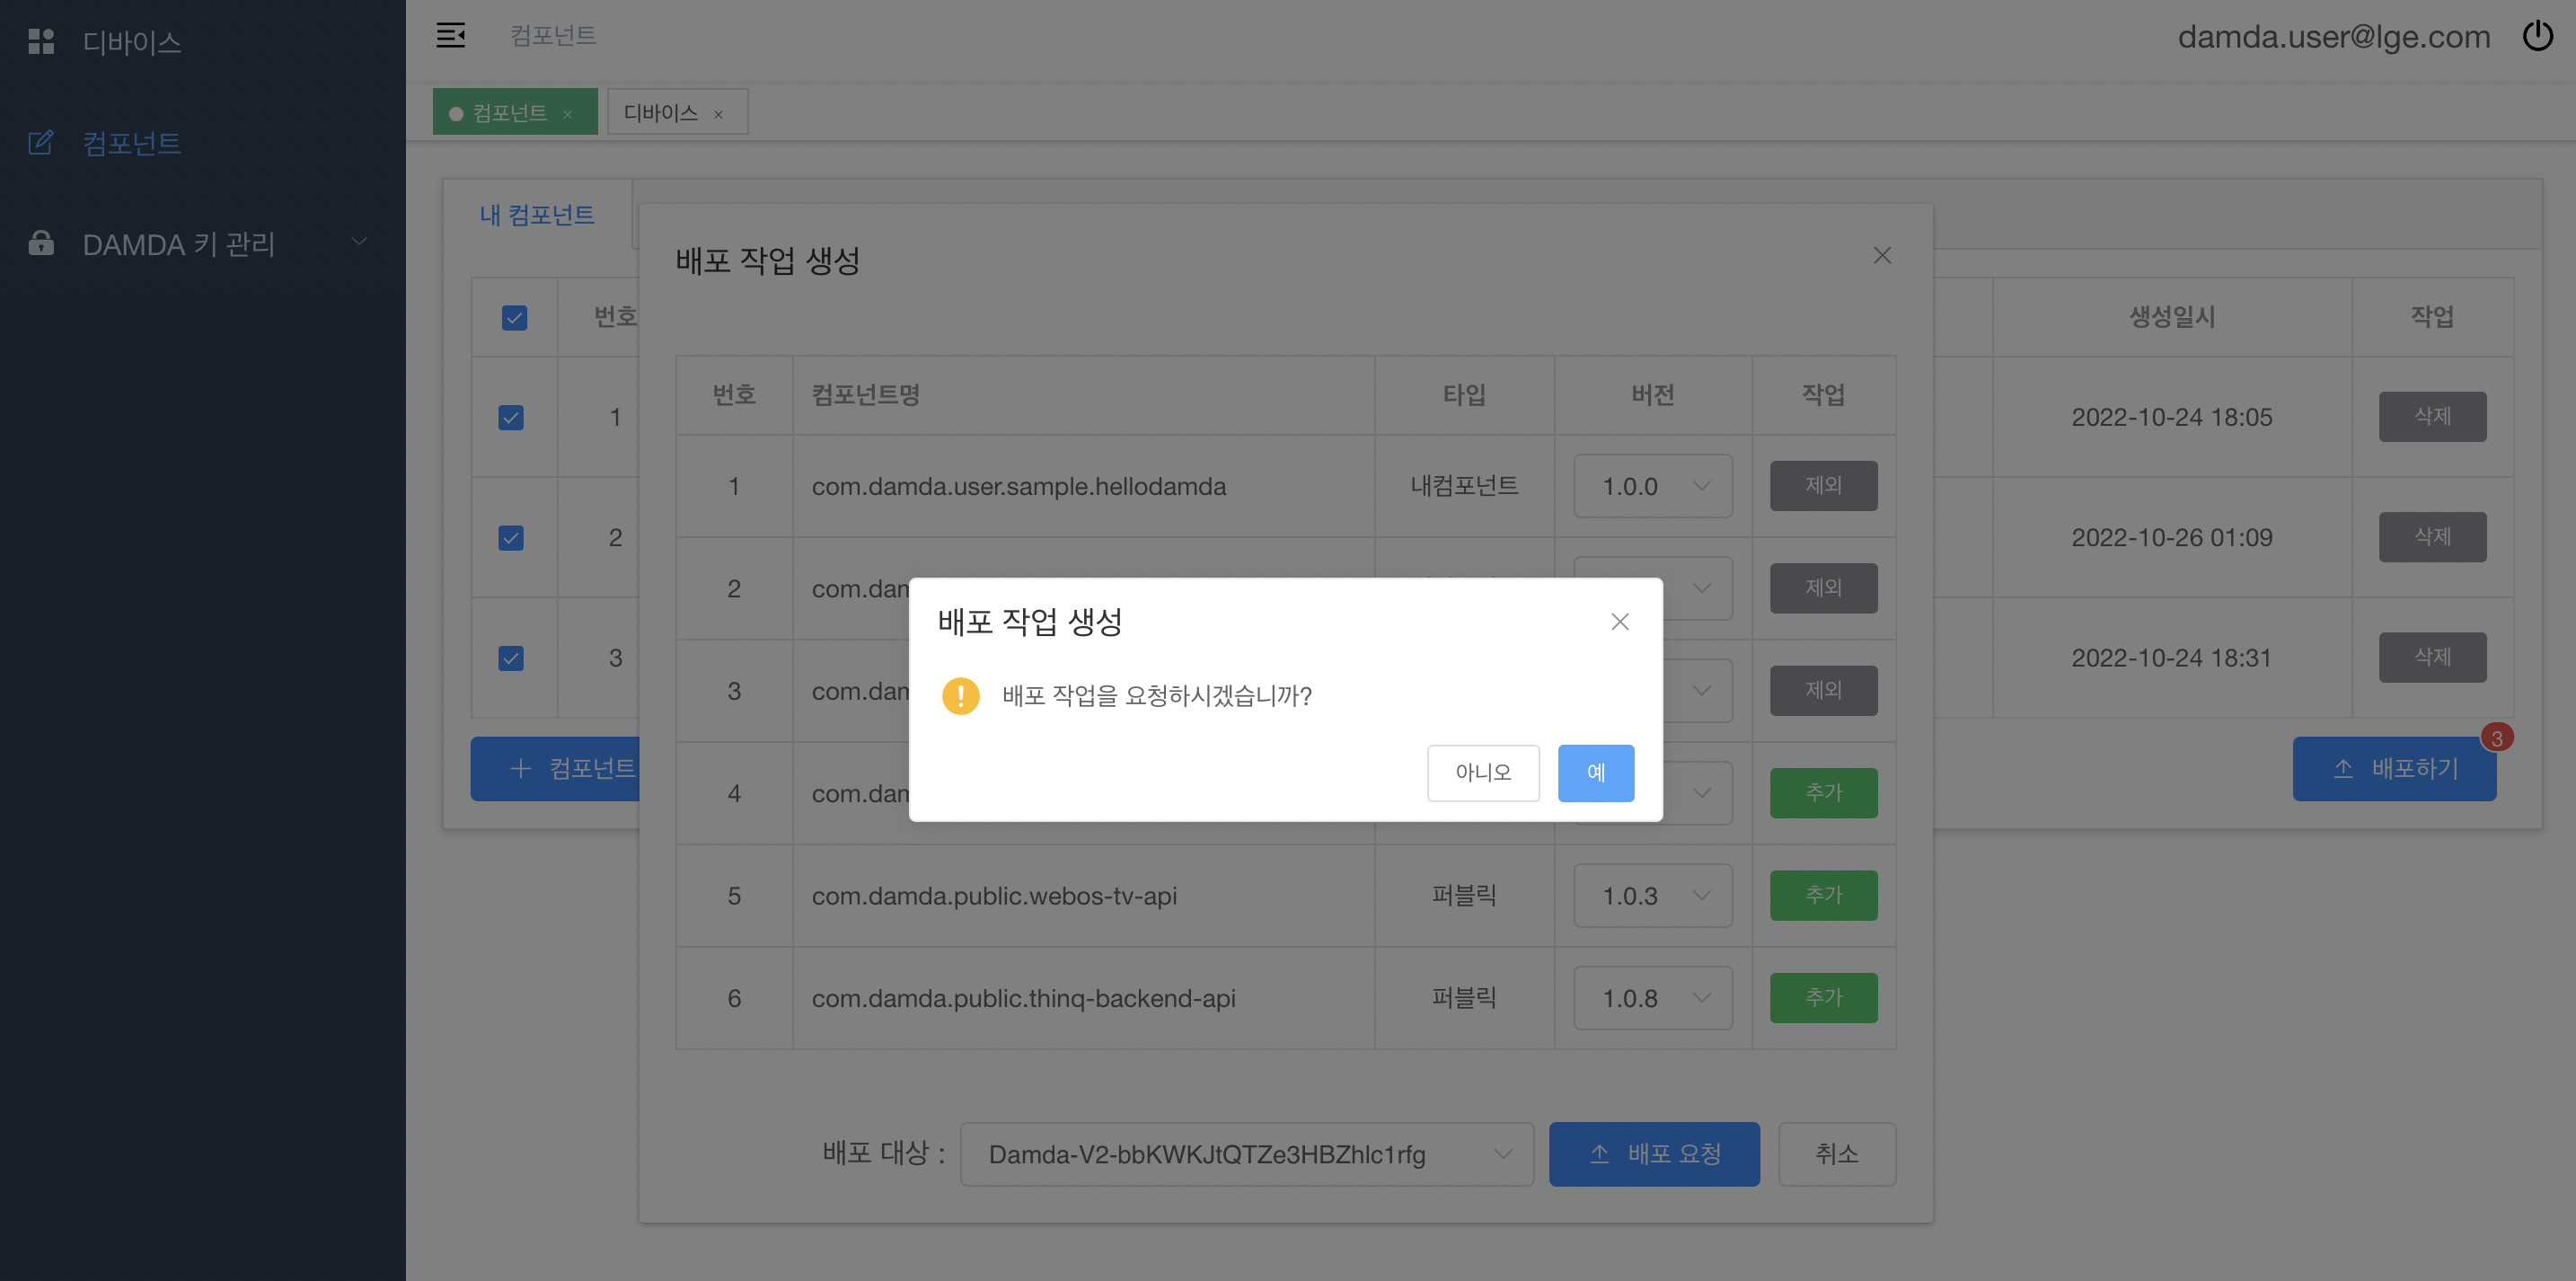 디바이스
컴포넌트
DAMDA 키 관리
컴포넌트
damda.user@lge.com
컴포넌트 ×
디바이스 ×
내 컴포넌트
번호 생성일시 작업
1 2022-10-24 18:05 삭제
2 2022-10-26 01:09 삭제
3 2022-10-24 18:31 삭제
+ 컴포넌트
배포하기
3
배포 작업 생성
번호 컴포넌트명 타입 버전 작업
1 com.damda.user.sample.hellodamda 내컴포넌트 1.0.0 제외
2 제외
3 제외
4 추가
5 com.damda.public.webos-tv-api 퍼블릭 1.0.3 추가
6 com.damda.public.thinq-backend-api 퍼블릭 1.0.8 추가
배포 대상 : 배포 요청 취소
배포 작업 생성
배포 작업을 요청하시겠습니까?
아니오 예